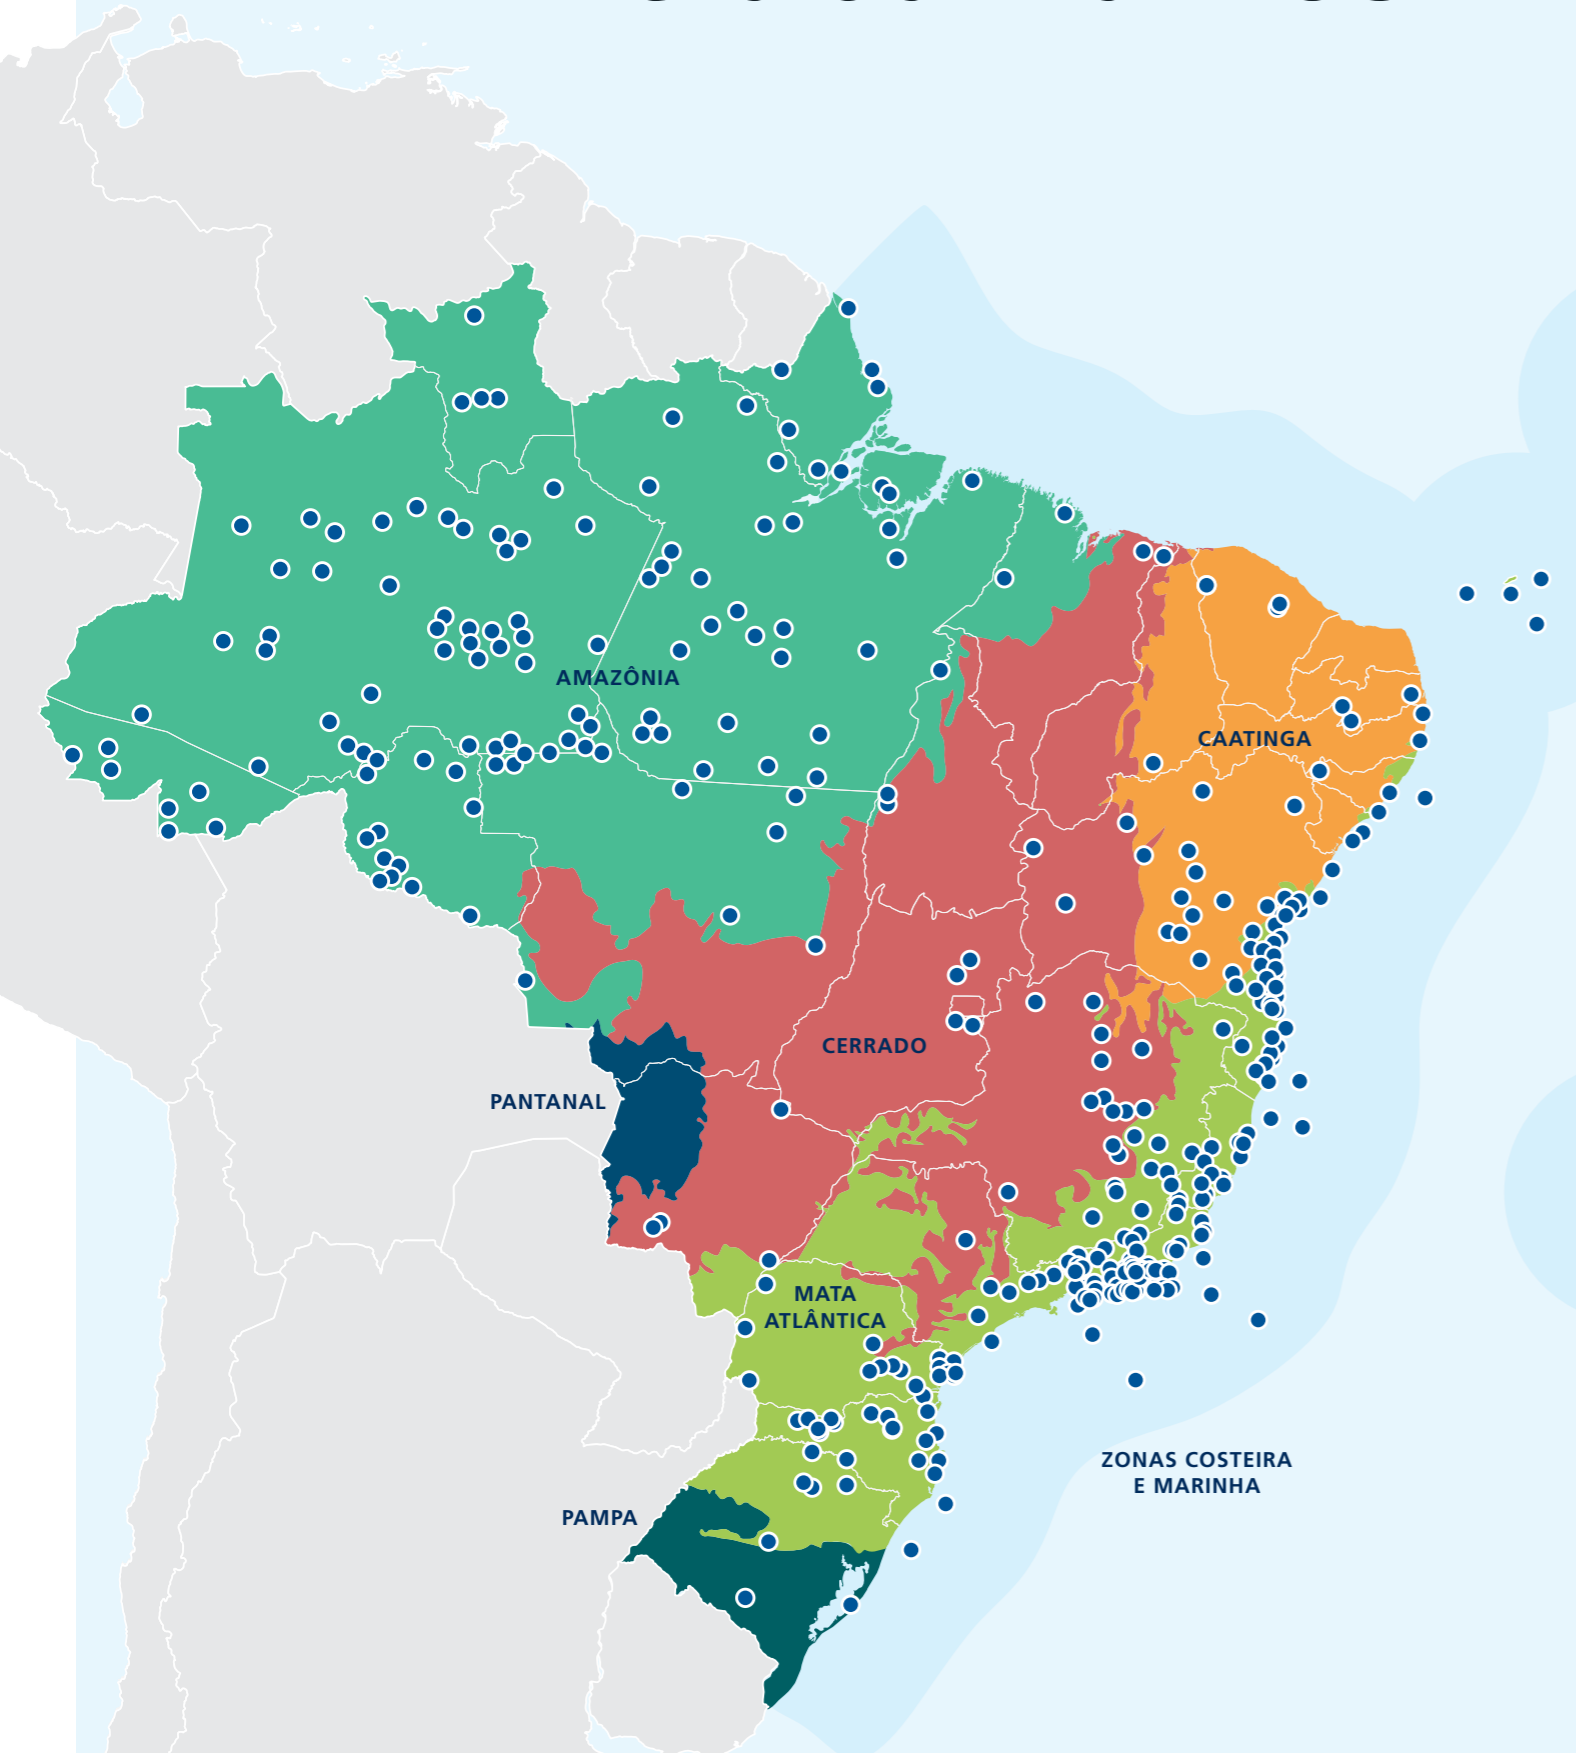 AMAZÔNIA
CAATINGA
CERRADO
PANTANAL
MATA
ATLÂNTICA
ZONAS COSTEIRA
E MARINHA
PAMPA